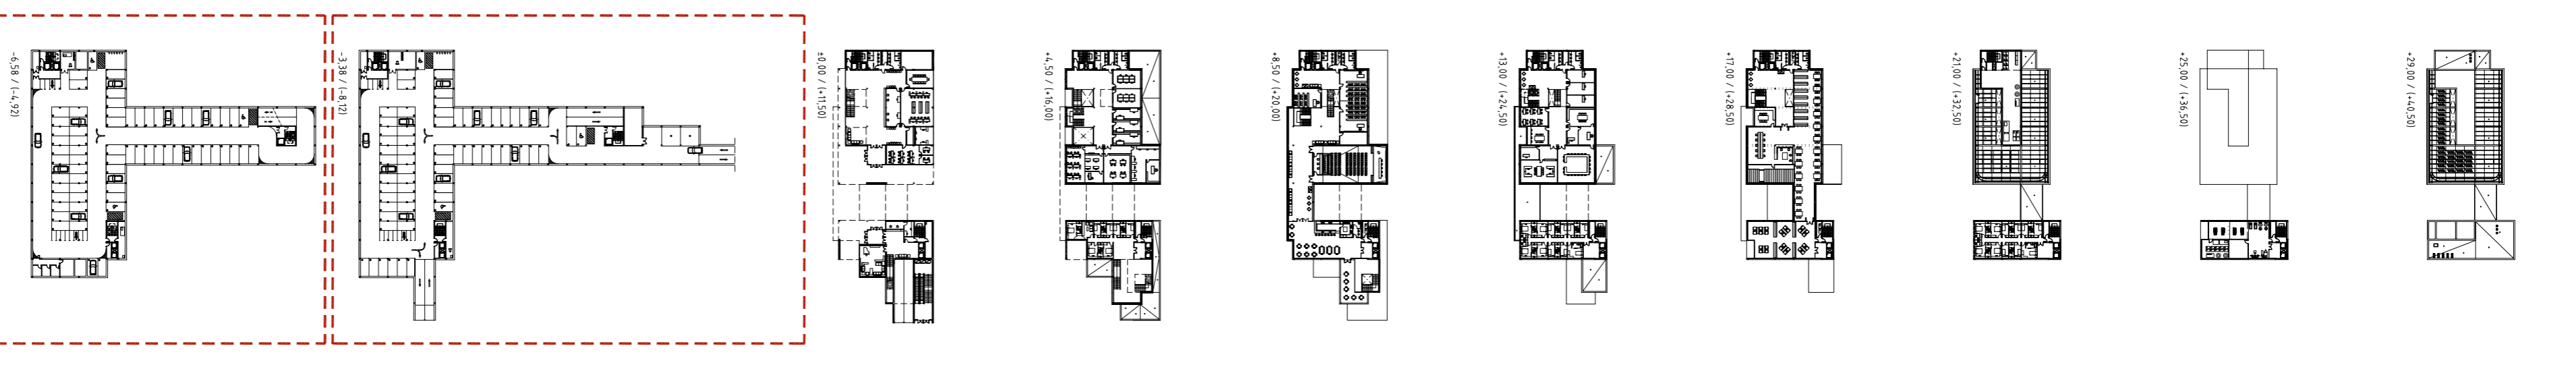 -6,58 / (-4,92)
-3,38 / (-8,12)
±0,00 / (+11,50)
+4,50 / (+16,00)
+8,50 / (+20,00)
+13,00 / (+24,50)
+17,00 / (+28,50)
+21,00 / (+32,50)
+25,00 / (+36,50)
+29,00 / (+40,50)